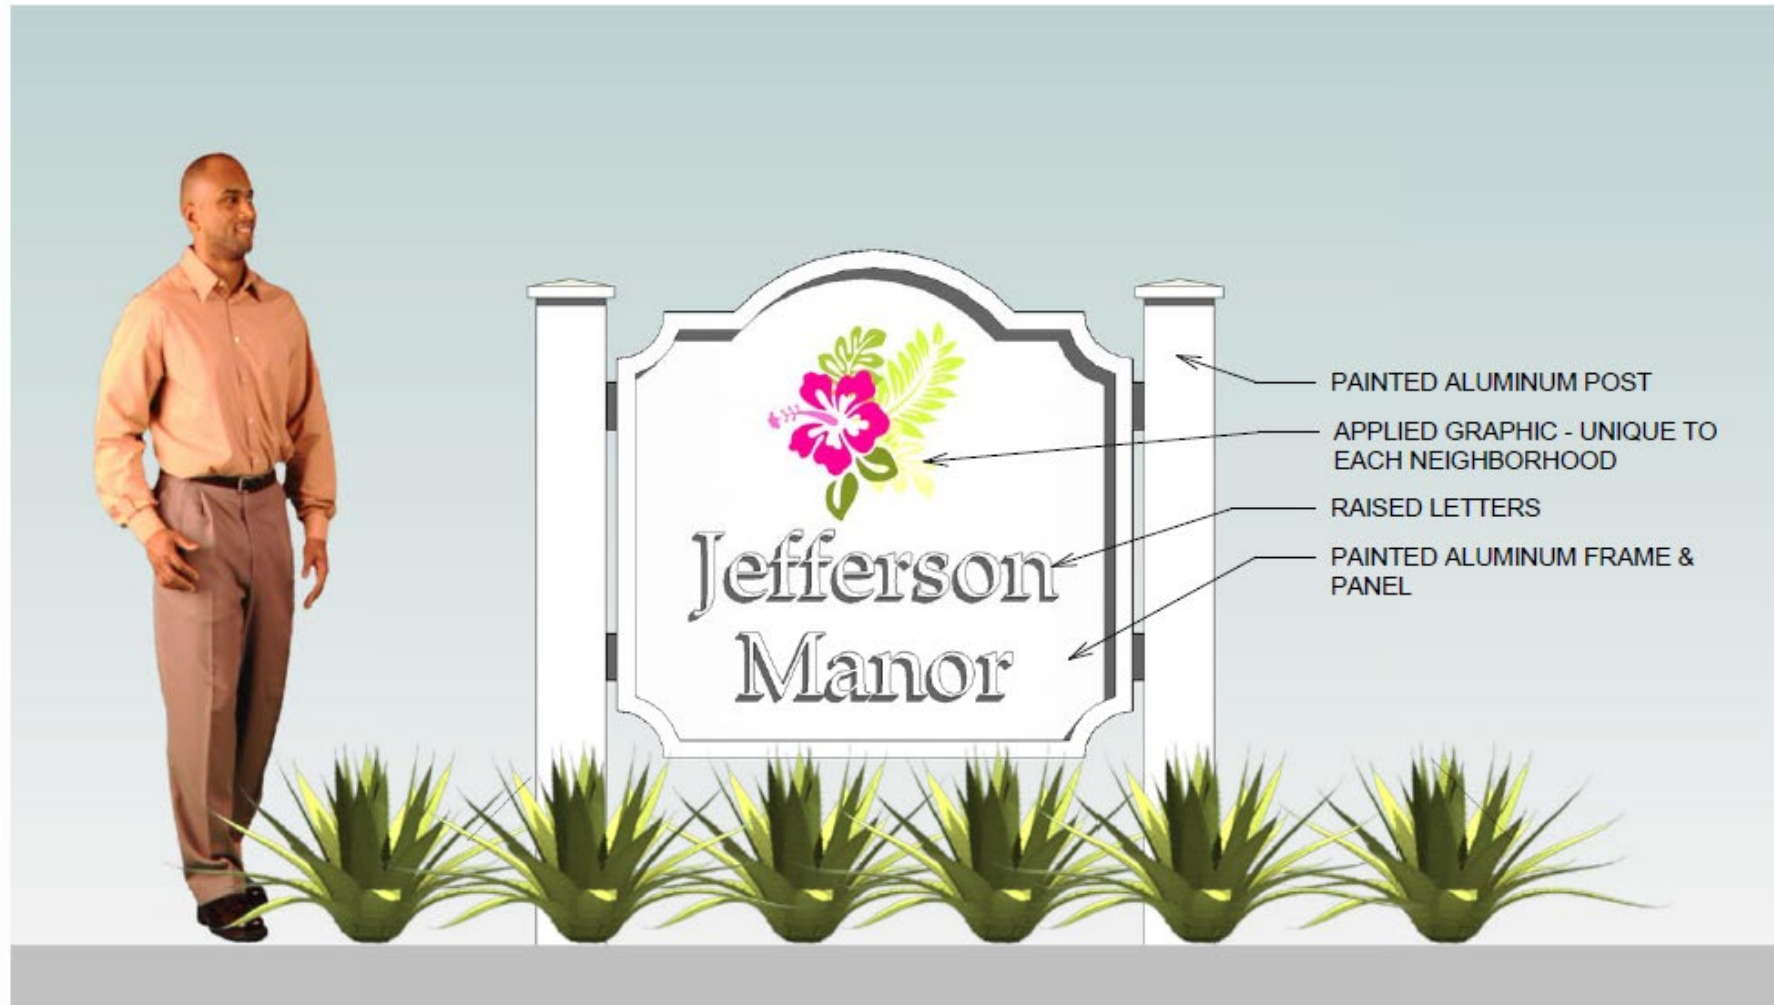 Jefferson
Manor
PAINTED ALUMINUM POST
APPLIED GRAPHIC - UNIQUE TO
EACH NEIGHBORHOOD
RAISED LETTERS
PAINTED ALUMINUM FRAME &
PANEL